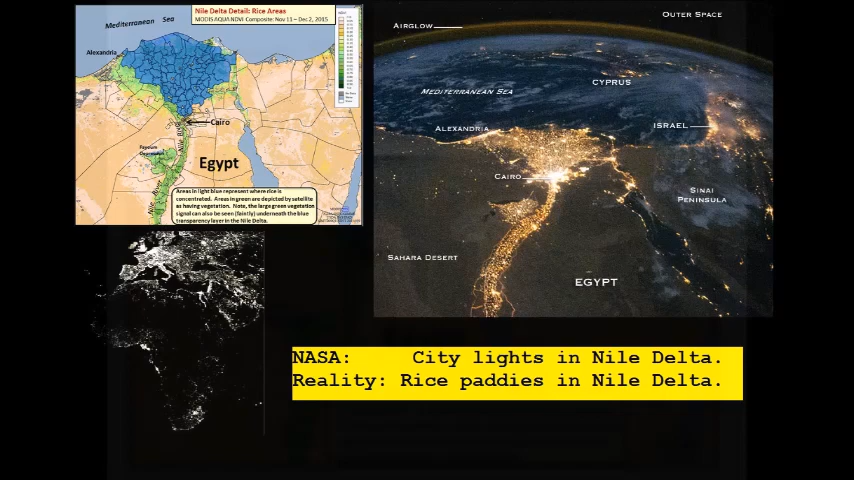 Nile Delta Detail: Rice Areas
MODIS AQUA NDVI Composite: Nov 11 – Dec 2, 2015
Mediterranean Sea
Alexandria
Cairo
Nile River
Fayoum
Depression
Egypt
Areas in light blue represent where rice is
concentrated. Areas in green are depicted by satellite
as having vegetation. Note, the large green vegetation
signal can also be seen (faintly) underneath the blue
transparency layer in the Nile Delta.
OUTER SPACE
AIRGLOW
CYPRUS
MEDITERRANEAN SEA
ISRAEL
ALEXANDRIA
CAIRO
SINAI
PENINSULA
SAHARA DESERT
EGYPT
NASA: City lights in Nile Delta.
Reality: Rice paddies in Nile Delta.